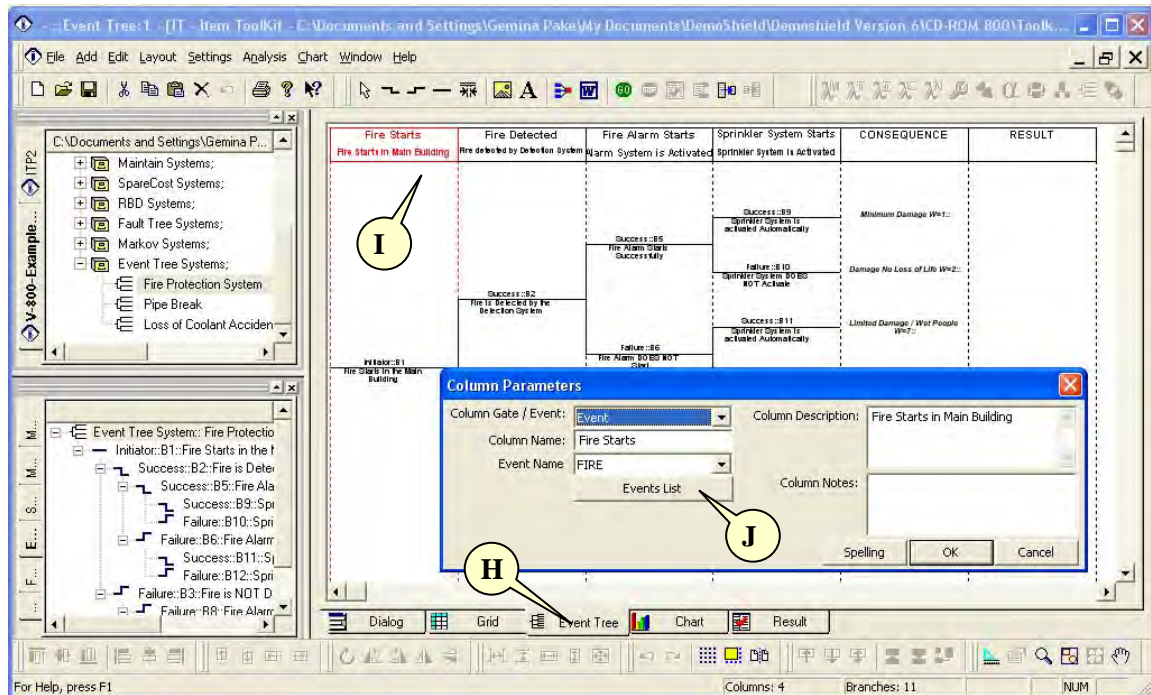 - ::Event Tree: 1 - [IT - Item ToolKit - C:\Documents and Settings\Gemina Pake\My Documents\DemoShield\Demoshield Version 6\CD-ROM 800\Toolk...
File Add Edit Layout Settings Analysis Chart Window Help
C:\Documents and Settings\Gemina P...
Maintain Systems;
SpareCost Systems;
RBD Systems;
Fault Tree Systems;
Markov Systems;
Event Tree Systems;
Fire Protection System
Pipe Break
Loss of Coolant Acciden
ITP2
V-800-Example...
Fire Starts
Fire Detected
Fire Alarm Starts
Sprinkler System Starts
CONSEQUENCE
RESULT
Fire Starts in Main Building
Fire detected by Detection System
Alarm System is Activated
Sprinkler System is Activated
I
Success::B9
Sprinkler System is
activated Automatically
Minimum Damage W=1::
Success::B5
Fire Alarm Starts
Successfully
Failure::B10
Sprinkler System DOES
NOT Activate
Damage No Loss of Life W=2::
Success::B2
Fire is Detected by the
Detection System
Success::B11
Sprinkler System is
activated Automatically
Limited Damage / Wet People
W=7::
Failure::B6
Fire Alarm DOES NOT
Start
Initiator::B1
Fire Starts in the Main
Building
Column Parameters
Column Gate / Event: Event
Column Name: Fire Starts
Event Name FIRE
Events List
Column Description: Fire Starts in Main Building
Column Notes:
Spelling OK Cancel
J
H
M...
M...
S...
E...
F...
Event Tree System:: Fire Protectio
Initiator::B1::Fire Starts in the M
Success::B2::Fire is Dete
Success::B5::Fire Ala
Success::B9::Spr
Failure::B10::Spri
Failure::B6::Fire Alarm
Success::B11::Sp
Failure::B12::Spri
Failure::B3::Fire is NOT D
Failure::B8::Fire Alarm
Dialog Grid Event Tree Chart Result
For Help, press F1
Columns: 4 Branches: 11 NUM